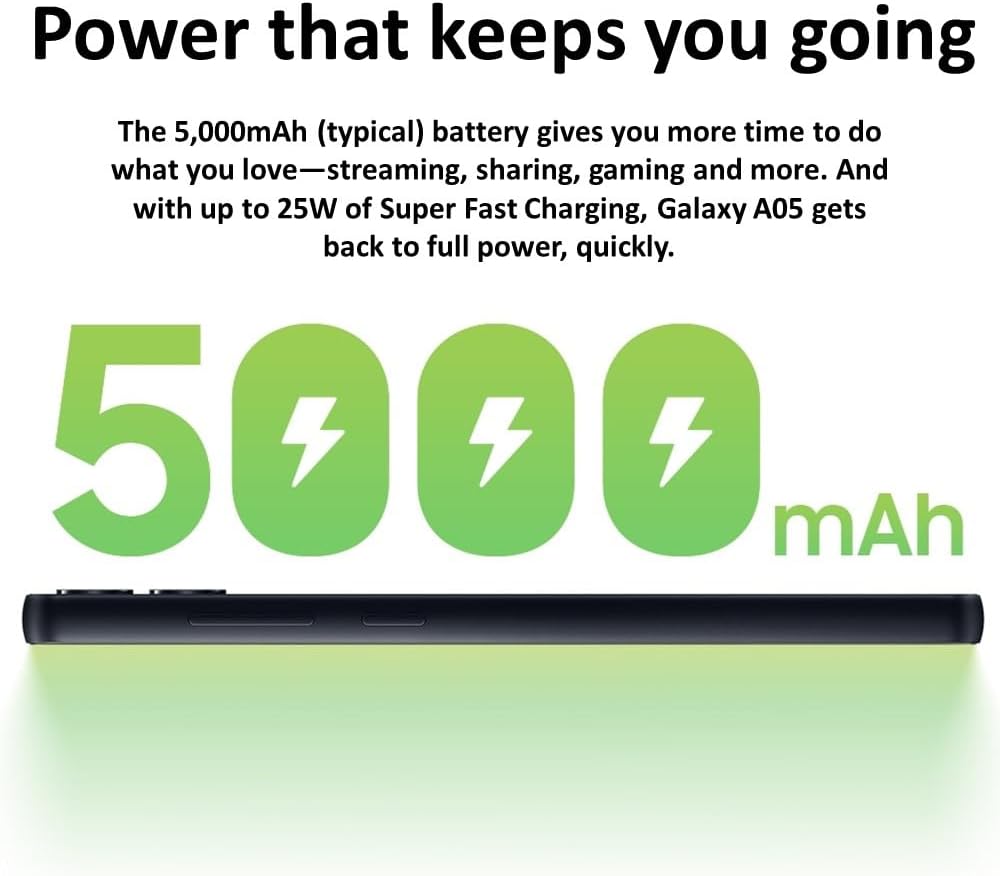 Power that keeps you going
The 5,000mAh (typical) battery gives you more time to do
what you love—streaming, sharing, gaming and more. And
with up to 25W of Super Fast Charging, Galaxy A05 gets
back to full power, quickly.
5000 mAh